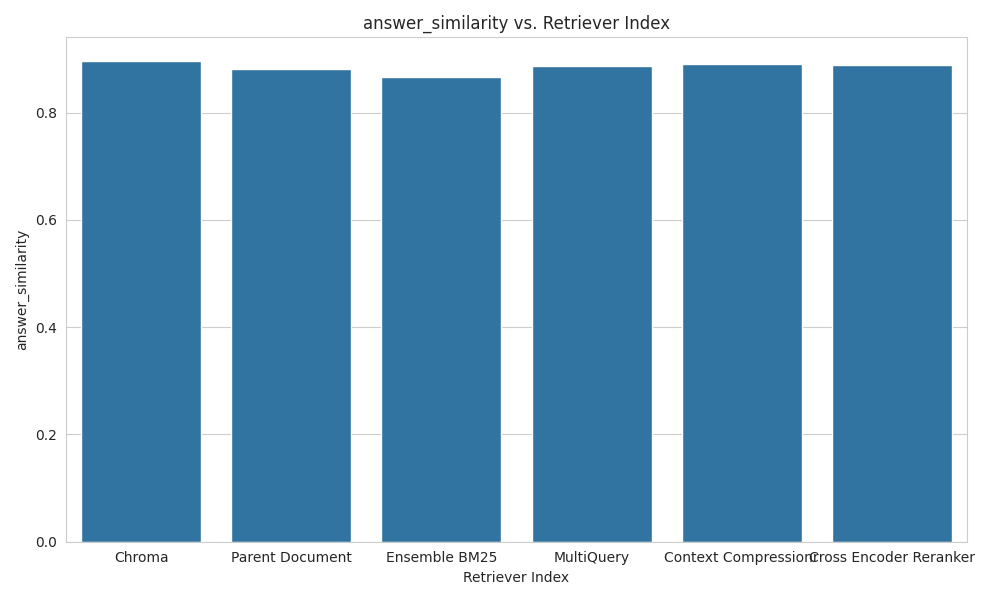 answer_similarity vs. Retriever Index
answer_similarity
0.8
0.6
0.4
0.2
0.0
Chroma
Parent Document
Ensemble BM25
MultiQuery
Context Compression
Cross Encoder Reranker
Retriever Index